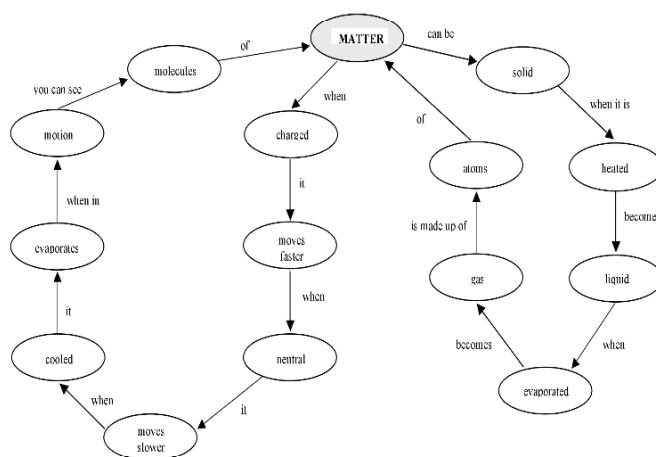 MATTER
can be
solid
when it is
heated
become
liquid
when
evaporated
becomes
gas
is made up of
atoms
of
when
charged
it
moves
faster
when
neutral
it
moves
slower
when
cooled
it
evaporates
when in
motion
you can see
molecules
of